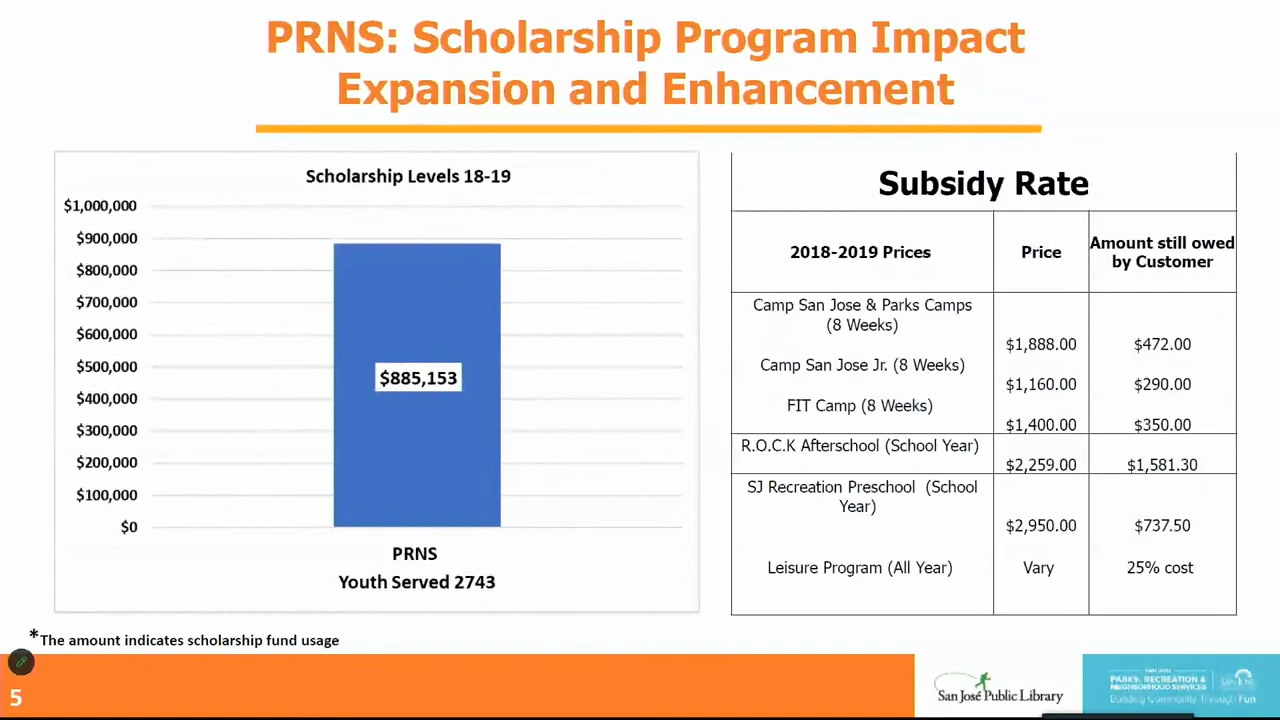 PRNS: Scholarship Program Impact
Expansion and Enhancement
Scholarship Levels 18-19
$1,000,000
$900,000
$800,000
$700,000
$600,000
$500,000
$400,000
$300,000
$200,000
$100,000
$0
$885,153
PRNS
Youth Served 2743
Subsidy Rate
2018-2019 Prices
Price
Amount still owed
by Customer
Camp San Jose & Parks Camps
(8 Weeks)
$1,888.00
$472.00
Camp San Jose Jr. (8 Weeks)
$1,160.00
$290.00
FIT Camp (8 Weeks)
$1,400.00
$350.00
R.O.C.K Afterschool (School Year)
$2,259.00
$1,581.30
SJ Recreation Preschool (School
Year)
$2,950.00
$737.50
Leisure Program (All Year)
Vary
25% cost
*The amount indicates scholarship fund usage
5
San José Public Library
PARKS, RECREATION &
NEIGHBORHOOD SERVICES
Building Community Through Fun